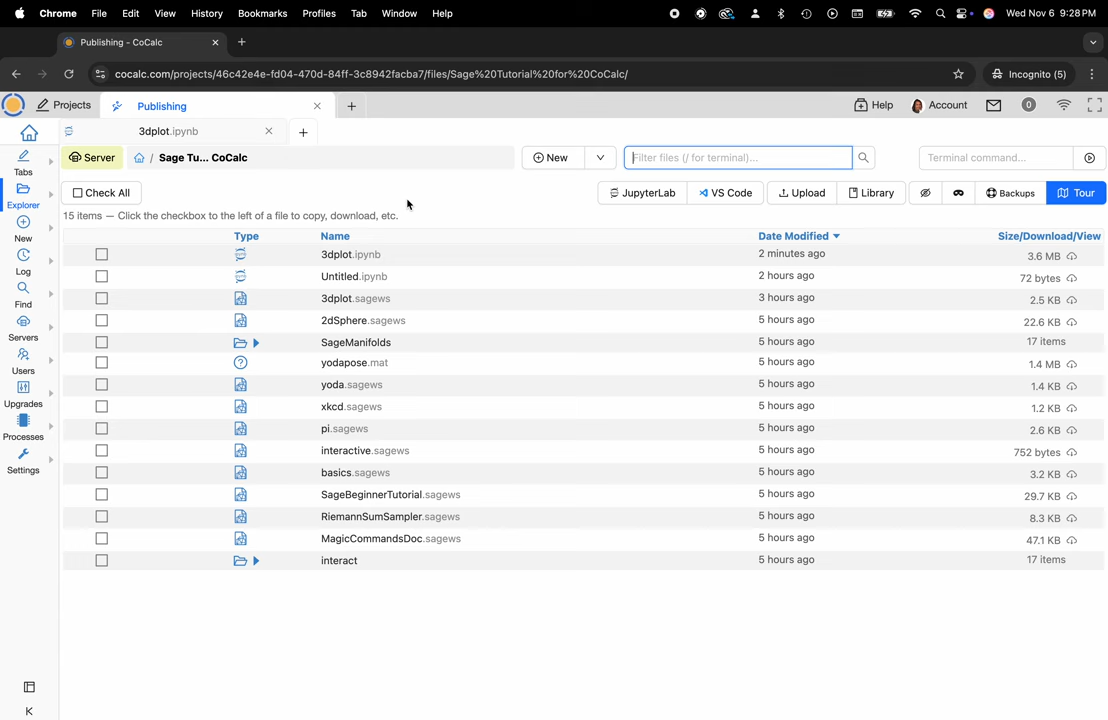 Chrome File Edit View History Bookmarks Profiles Tab Window Help Wed Nov 6 9:28 PM
Publishing - CoCalc
cocalc.com/projects/46c42e4e-fd04-470d-84ff-3c8942facba7/files/Sage%20Tutorial%20for%20CoCalc/ Incognito (5)
Projects Publishing Help Account 0
3dplot.ipynb
Server / Sage Tu... CoCalc New Filter files (/ for terminal)... Terminal command...
Tabs
Check All JupyterLab VS Code Upload Library Backups Tour
Explorer
15 items — Click the checkbox to the left of a file to copy, download, etc.
New
Type Name Date Modified Size/Download/View
3dplot.ipynb 2 minutes ago 3.6 MB
Log
Untitled.ipynb 2 hours ago 72 bytes
3dplot.sagews 3 hours ago 2.5 KB
Find
2dSphere.sagews 5 hours ago 22.6 KB
Servers
SageManifolds 5 hours ago 17 items
yodapose.mat 5 hours ago 1.4 MB
Users
yoda.sagews 5 hours ago 1.4 KB
Upgrades
xkcd.sagews 5 hours ago 1.2 KB
pi.sagews 5 hours ago 2.6 KB
Processes
interactive.sagews 5 hours ago 752 bytes
Settings
basics.sagews 5 hours ago 3.2 KB
SageBeginnerTutorial.sagews 5 hours ago 29.7 KB
RiemannSumSampler.sagews 5 hours ago 8.3 KB
MagicCommandsDoc.sagews 5 hours ago 47.1 KB
interact 5 hours ago 17 items